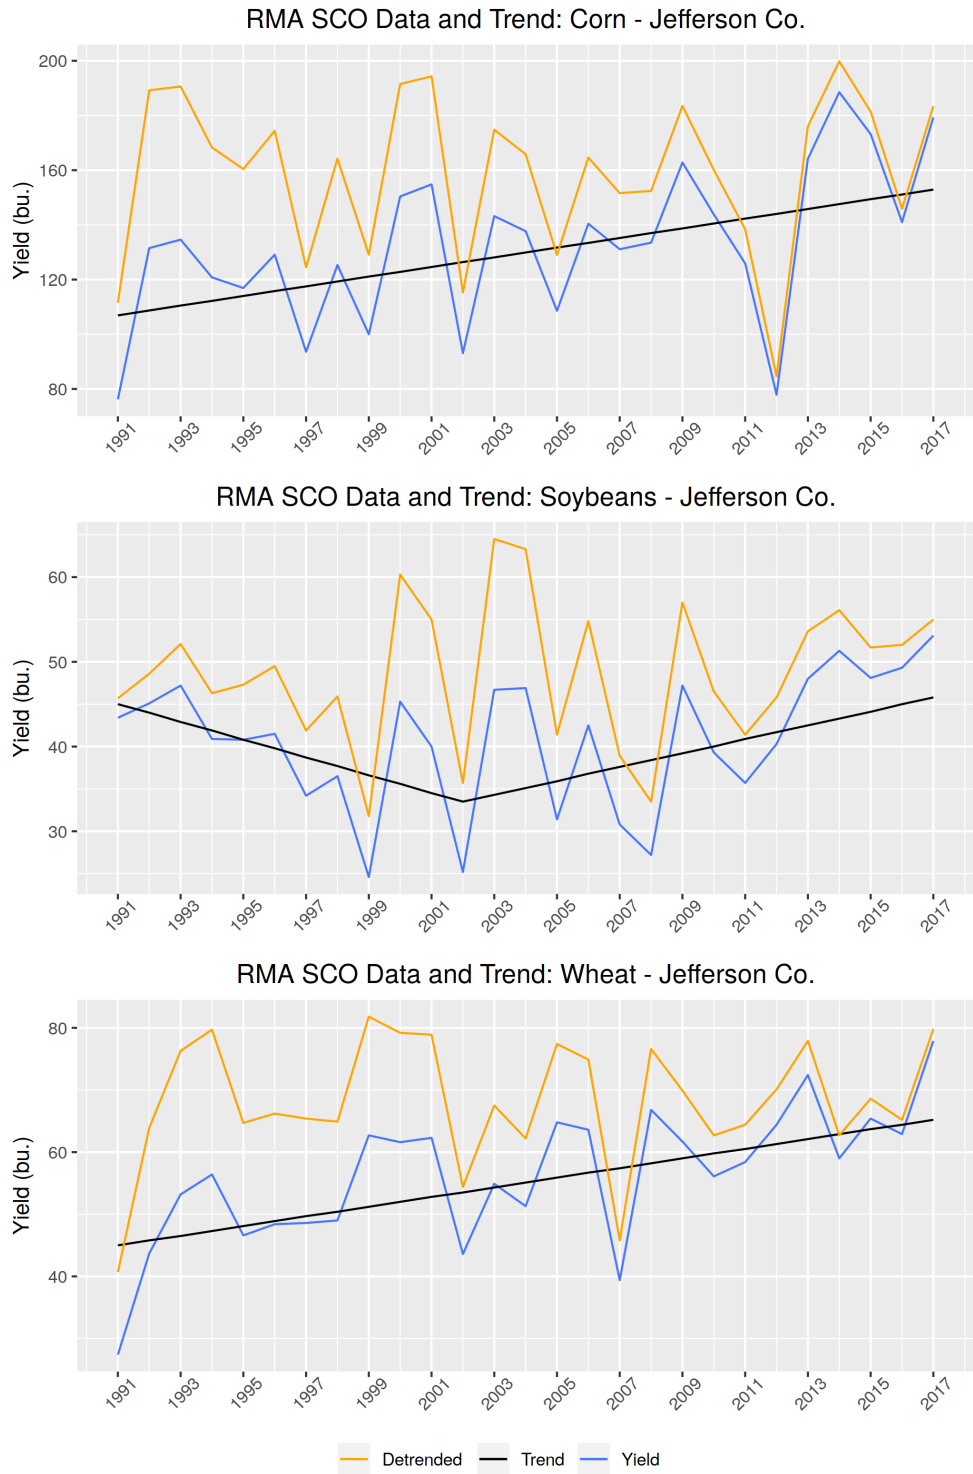 RMA SCO Data and Trend: Corn - Jefferson Co.
Yield (bu.)
200
160
120
80
1991 1993 1995 1997 1999 2001 2003 2005 2007 2009 2011 2013 2015 2017
RMA SCO Data and Trend: Soybeans - Jefferson Co.
Yield (bu.)
60
50
40
30
1991 1993 1995 1997 1999 2001 2003 2005 2007 2009 2011 2013 2015 2017
RMA SCO Data and Trend: Wheat - Jefferson Co.
Yield (bu.)
80
60
40
1991 1993 1995 1997 1999 2001 2003 2005 2007 2009 2011 2013 2015 2017
Detrended Trend Yield